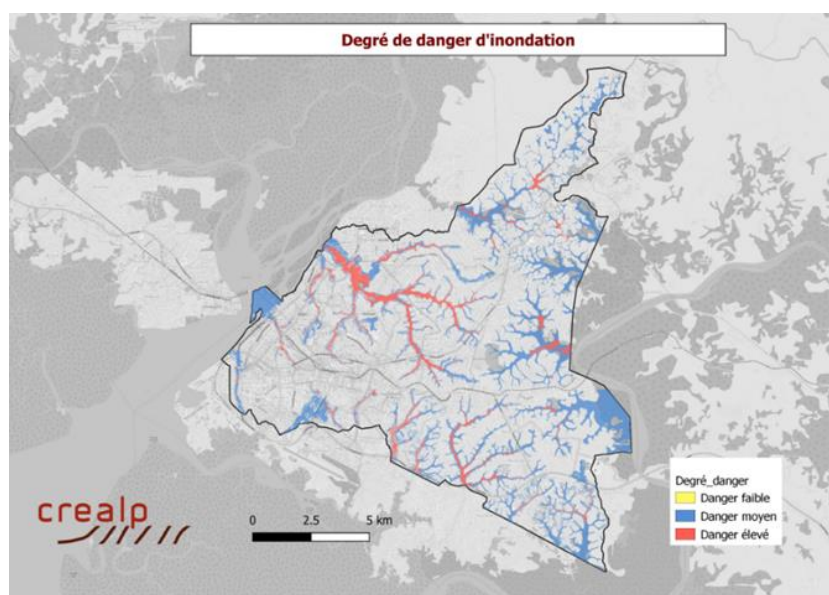 Degré de danger d'inondation
Degré_danger
Danger faible
Danger moyen
Danger élevé
crealp
0 2.5 5 km